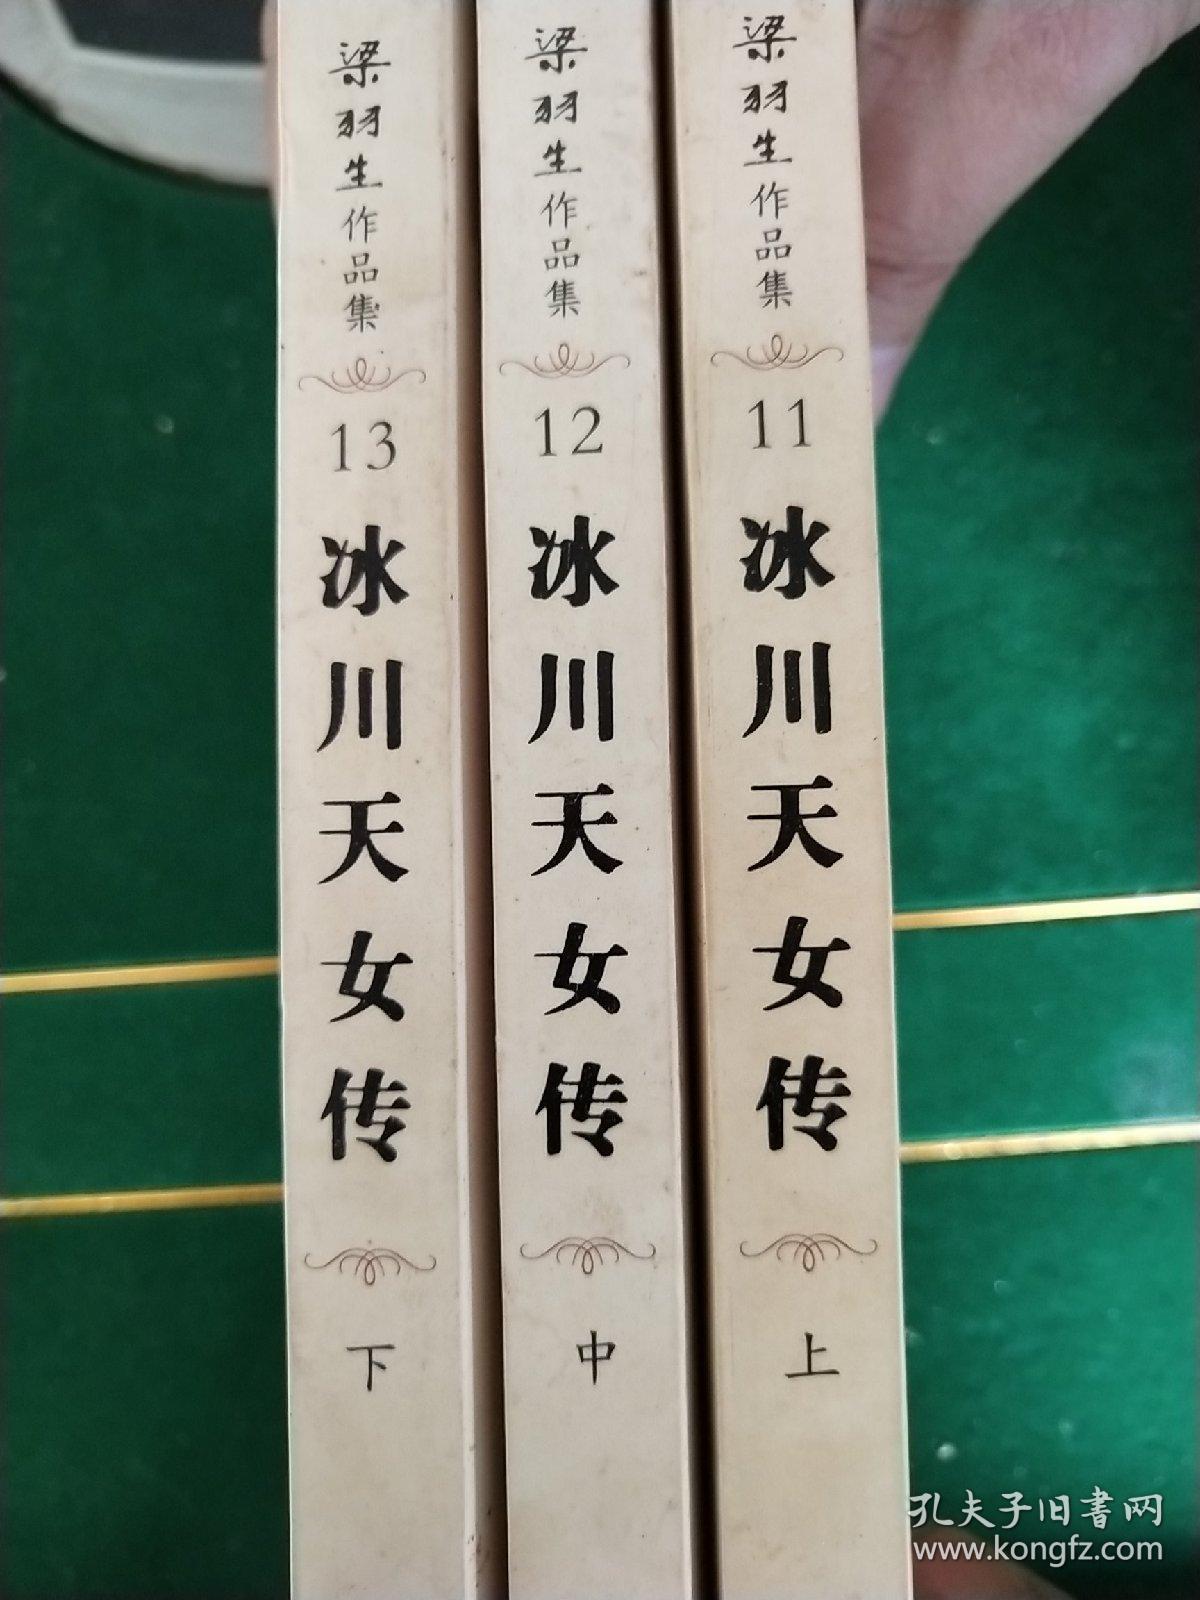 梁羽生作品集
13
冰川天女传
下
梁羽生作品集
12
冰川天女传
中
梁羽生作品集
11
冰川天女传
上
孔夫子旧書网
www.kongfz.com